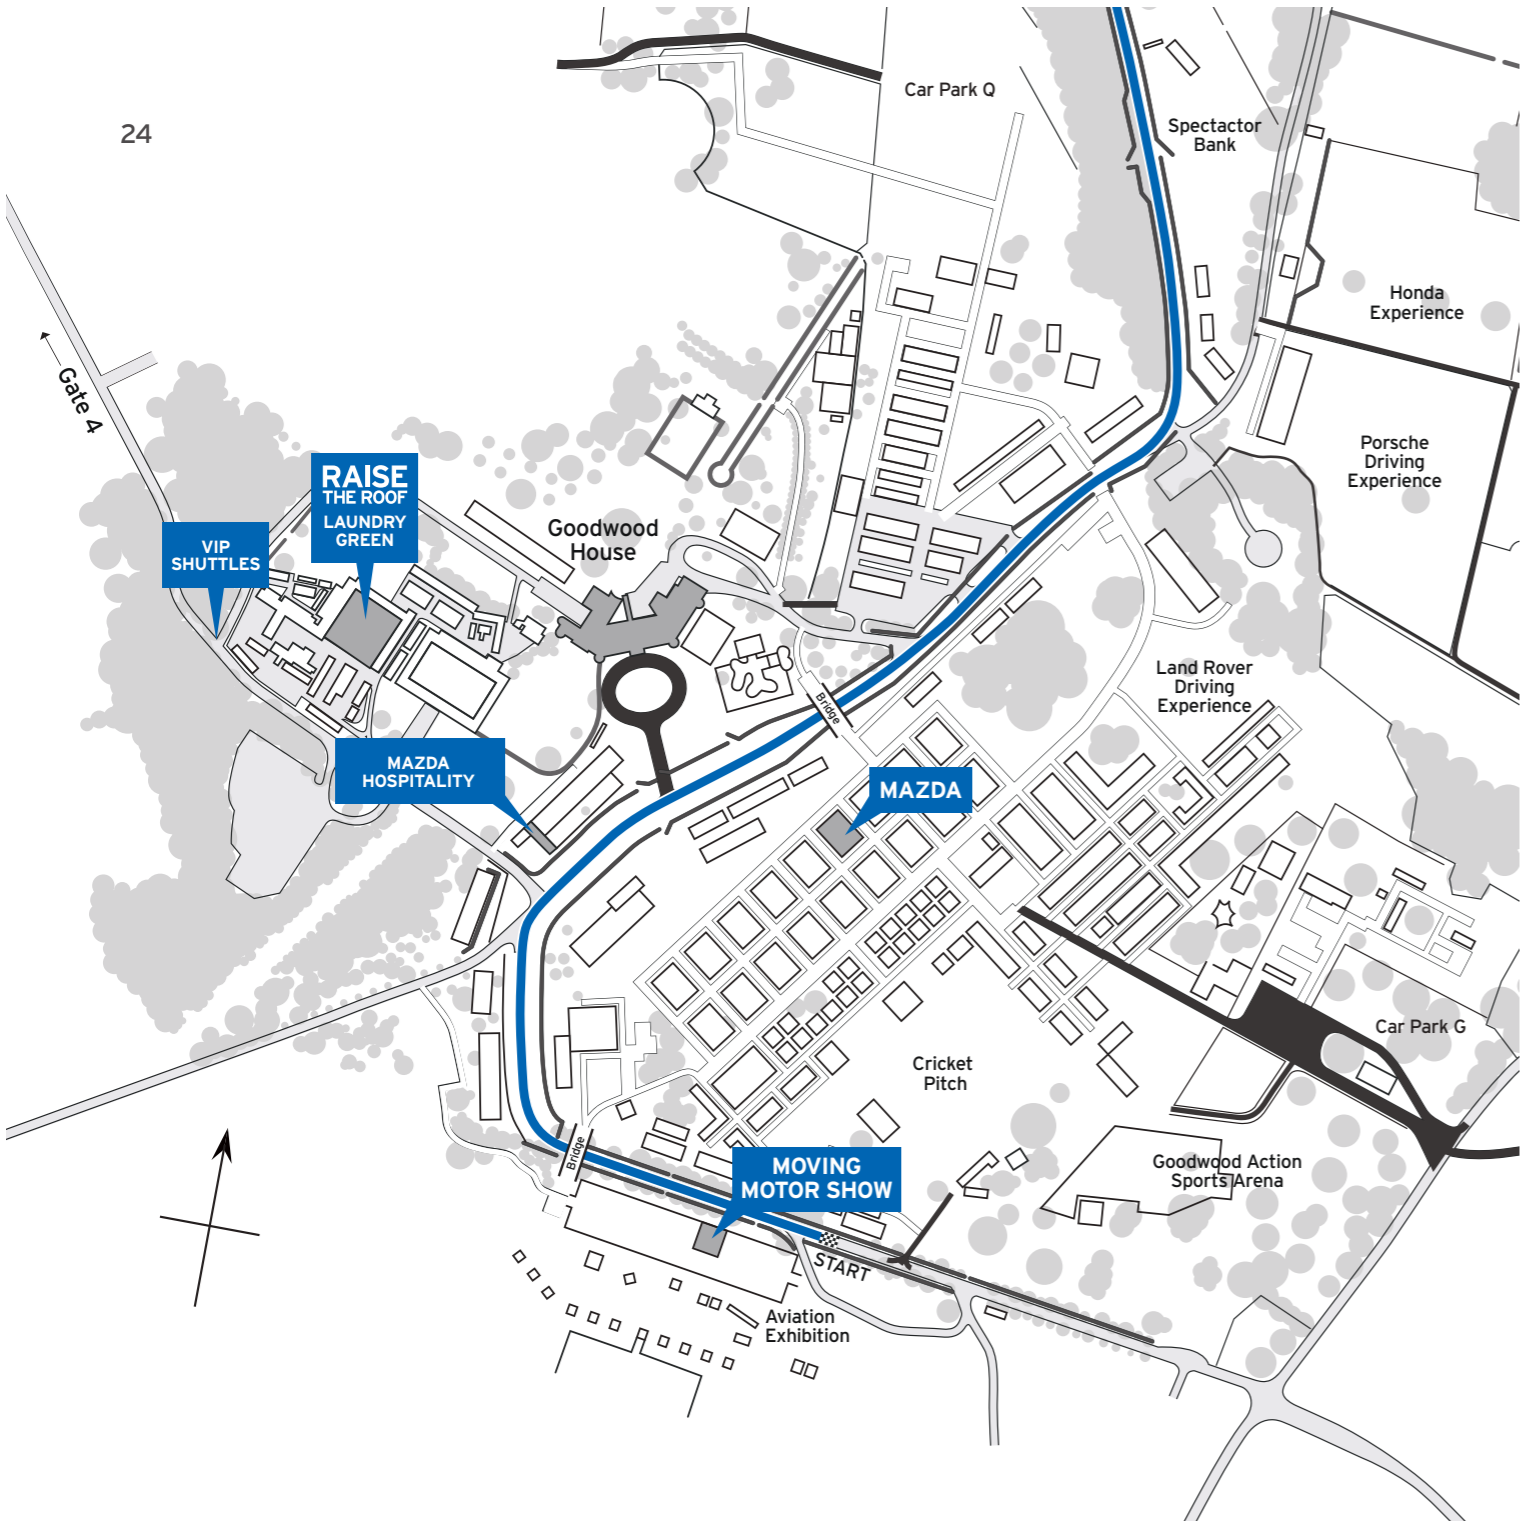 Car Park Q
24
Spectactor
Bank
Honda
Experience
Gate 4
Porsche
Driving
Experience
RAISE
THE ROOF
LAUNDRY
GREEN
Goodwood
House
VIP
SHUTTLES
Land Rover
Driving
Experience
Bridge
MAZDA
HOSPITALITY
MAZDA
Car Park G
Cricket
Pitch
Bridge
MOVING
MOTOR SHOW
Goodwood Action
Sports Arena
START
Aviation
Exhibition